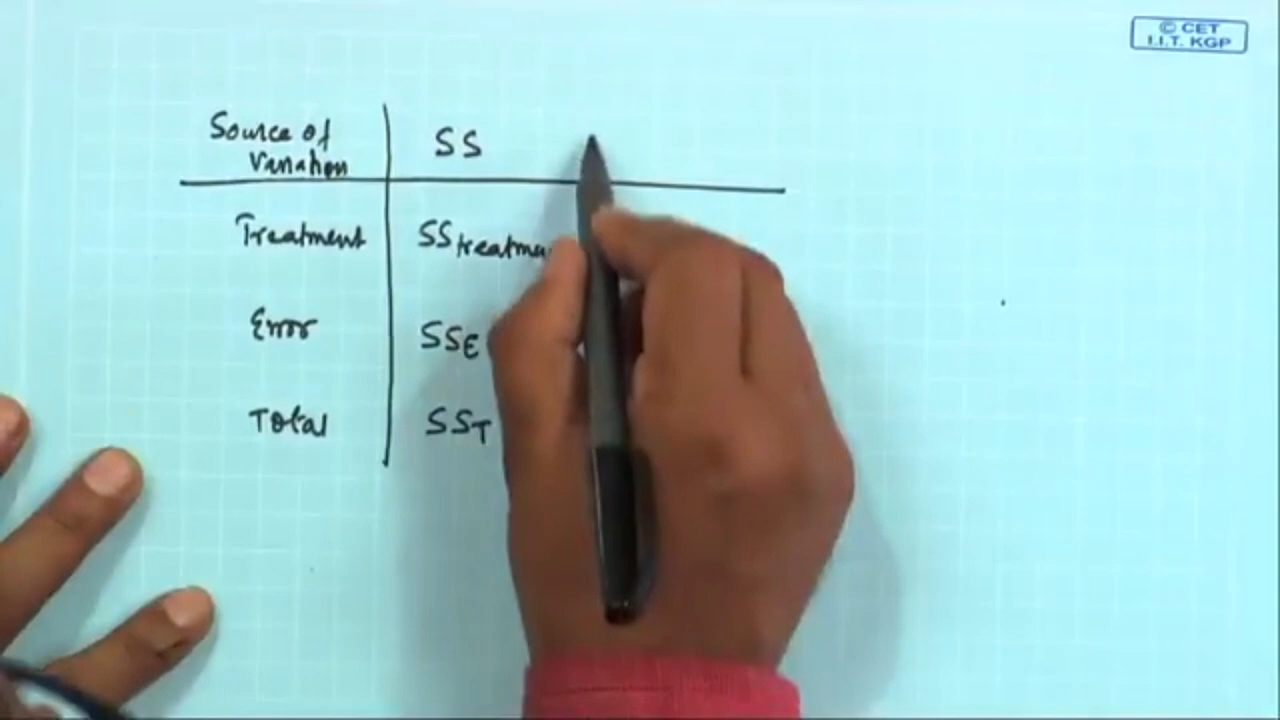 © CET
I.I.T. KGP
Source of
Variation
SS
Treatment
Error SSE
Total SST